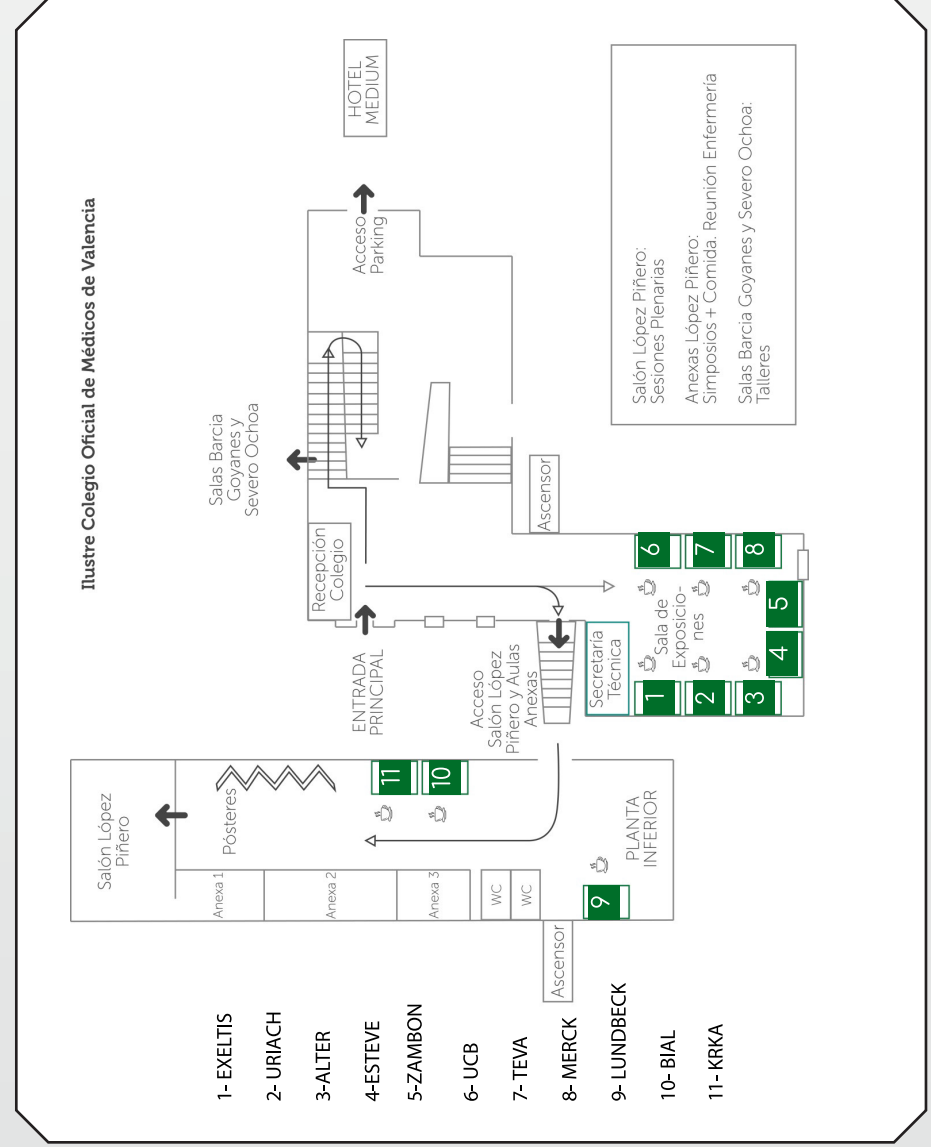 Ilustre Colegio Oficial de Médicos de Valencia
Salón López
Piñero
Pósteres
Anexa 1
Anexa 2
Anexa 3
WC
WC
Ascensor
11
10
9
PLANTA
INFERIOR
Salas Barcia
Goyanes y
Severo Ochoa
Recepción
Colegio
ENTRADA
PRINCIPAL
Acceso
Salón López
Piñero y Aulas
Anexas
Secretaría
Técnica
Sala de
Exposicio-
nes
1
2
3
4
5
6
7
8
Ascensor
Acceso
Parking
HOTEL
MEDIUM
Salón López Piñero:
Sesiones Plenarias
Anexas López Piñero:
Simposios + Comida. Reunión Enfermería
Salas Barcia Goyanes y Severo Ochoa:
Talleres
1- EXELTIS
2- URIACH
3-ALTER
4-ESTEVE
5-ZAMBON
6- UCB
7- TEVA
8- MERCK
9- LUNDBECK
10- BIAL
11- KRKA